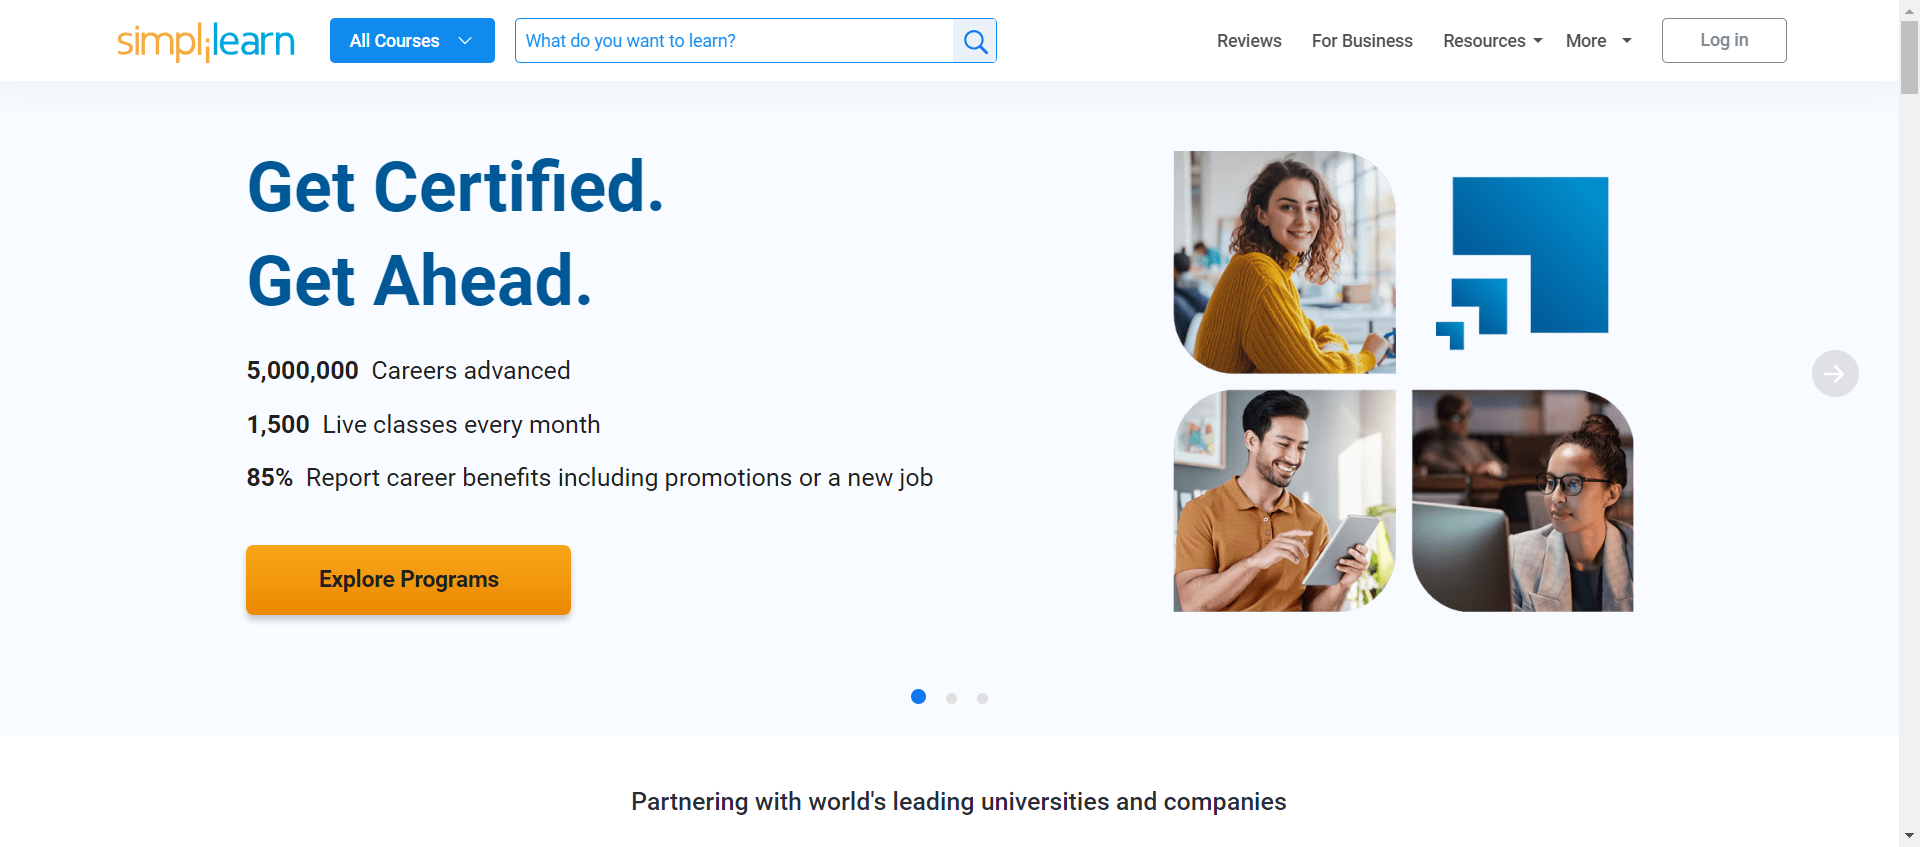 simplilearn
All Courses
What do you want to learn?
Reviews
For Business
Resources
More
Log in
Get Certified.
Get Ahead.
5,000,000 Careers advanced
1,500 Live classes every month
85% Report career benefits including promotions or a new job
Explore Programs
Partnering with world's leading universities and companies